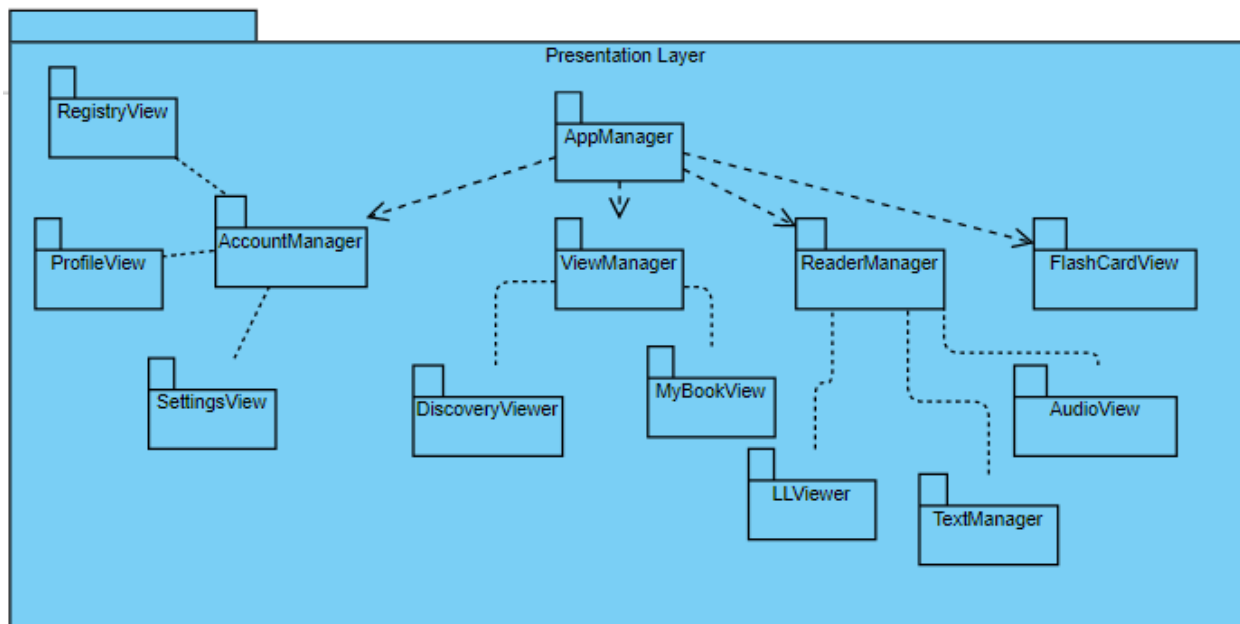 Presentation Layer
RegistryView
AppManager
AccountManager
ProfileView
ViewManager
ReaderManager
FlashCardView
SettingsView
DiscoveryViewer
MyBookView
AudioView
LLViewer
TextManager